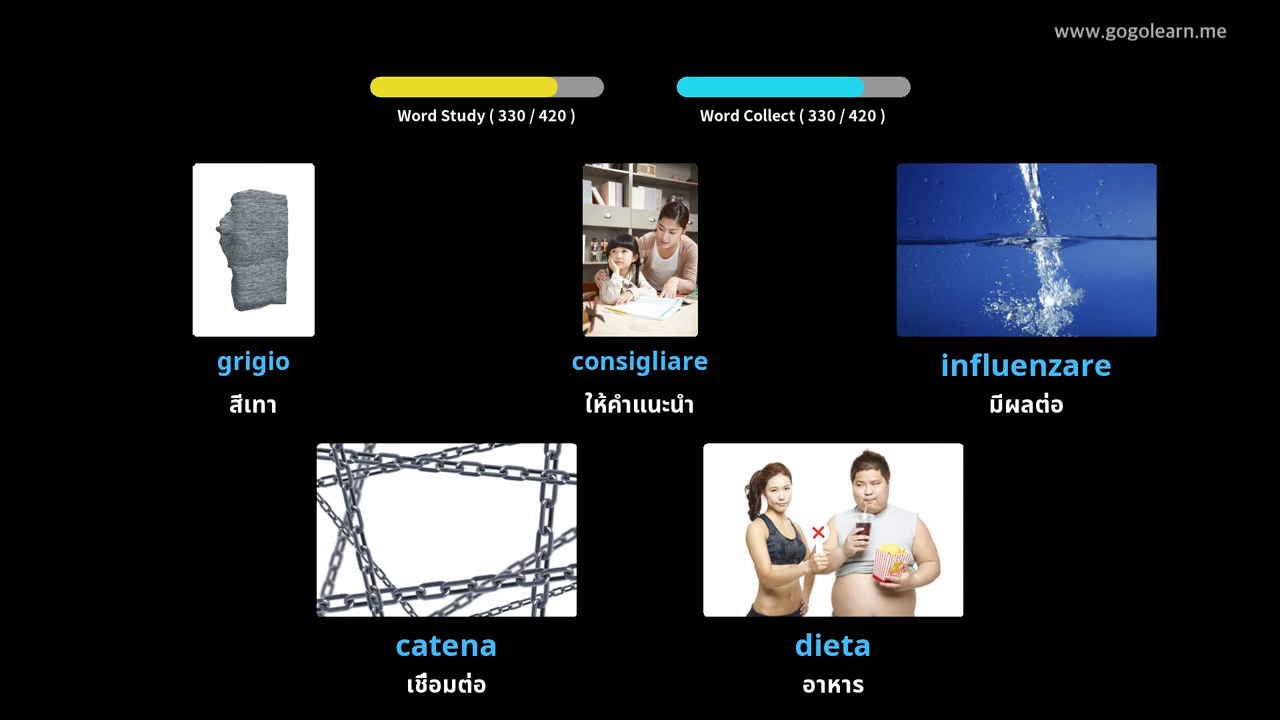 www.gogolearn.me
Word Study ( 330 / 420 )
Word Collect ( 330 / 420 )
grigio
สีเทา
consigliare
ให้คำแนะนำ
influenzare
มีผลต่อ
catena
เชื่อมต่อ
dieta
อาหาร